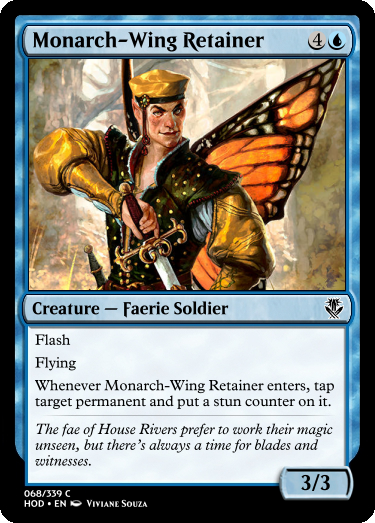 Monarch-Wing Retainer 4
Creature — Faerie Soldier
Flash
Flying
Whenever Monarch-Wing Retainer enters, tap
target permanent and put a stun counter on it.
The fae of House Rivers prefer to work their magic
unseen, but there's always a time for blades and
witnesses.
3/3
068/339 C
HOD • EN Viviane Souza